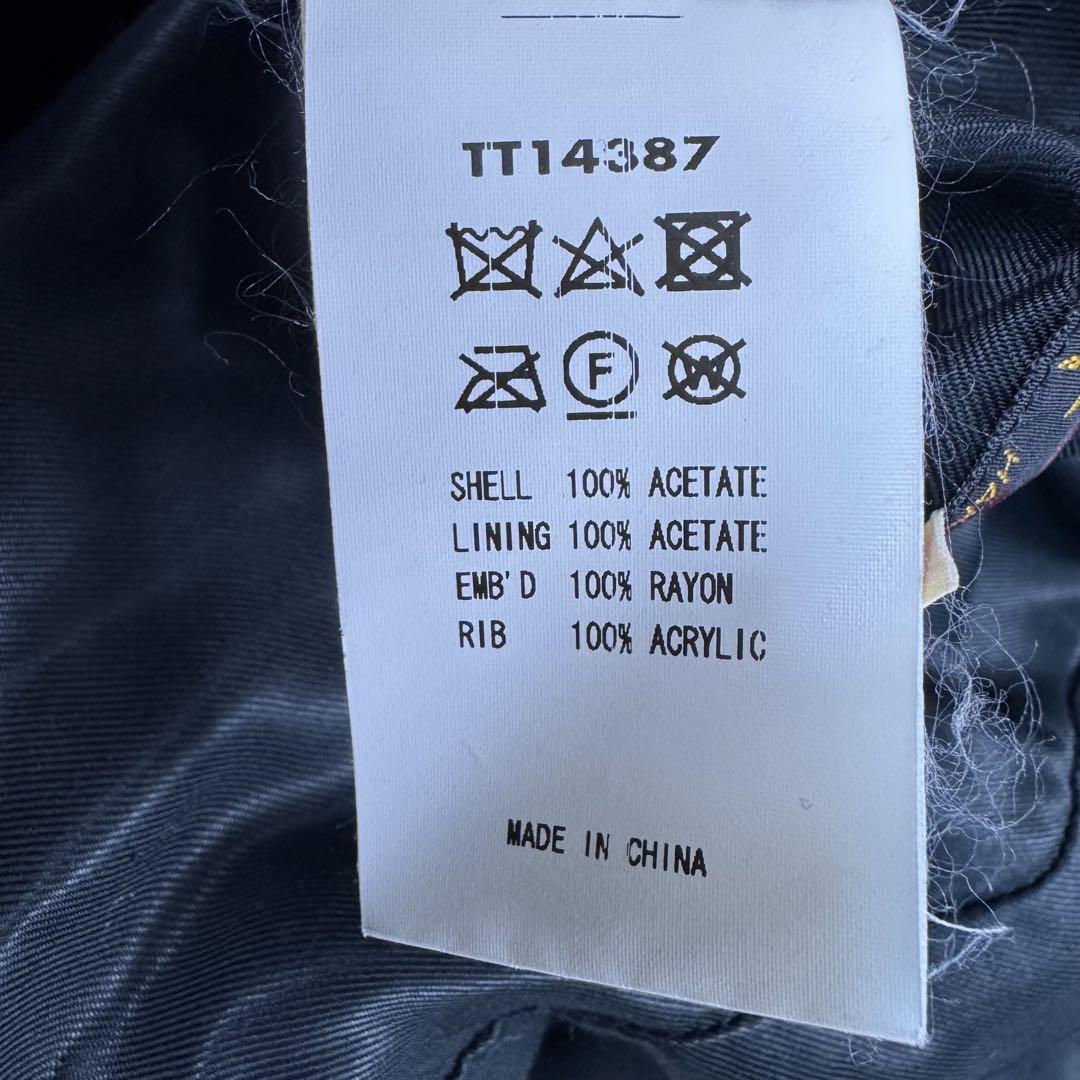 TT14387
F W
SHELL 100% ACETATE
LINING 100% ACETATE
EMB'D 100% RAYON
RIB 100% ACRYLIC
MADE IN CHINA